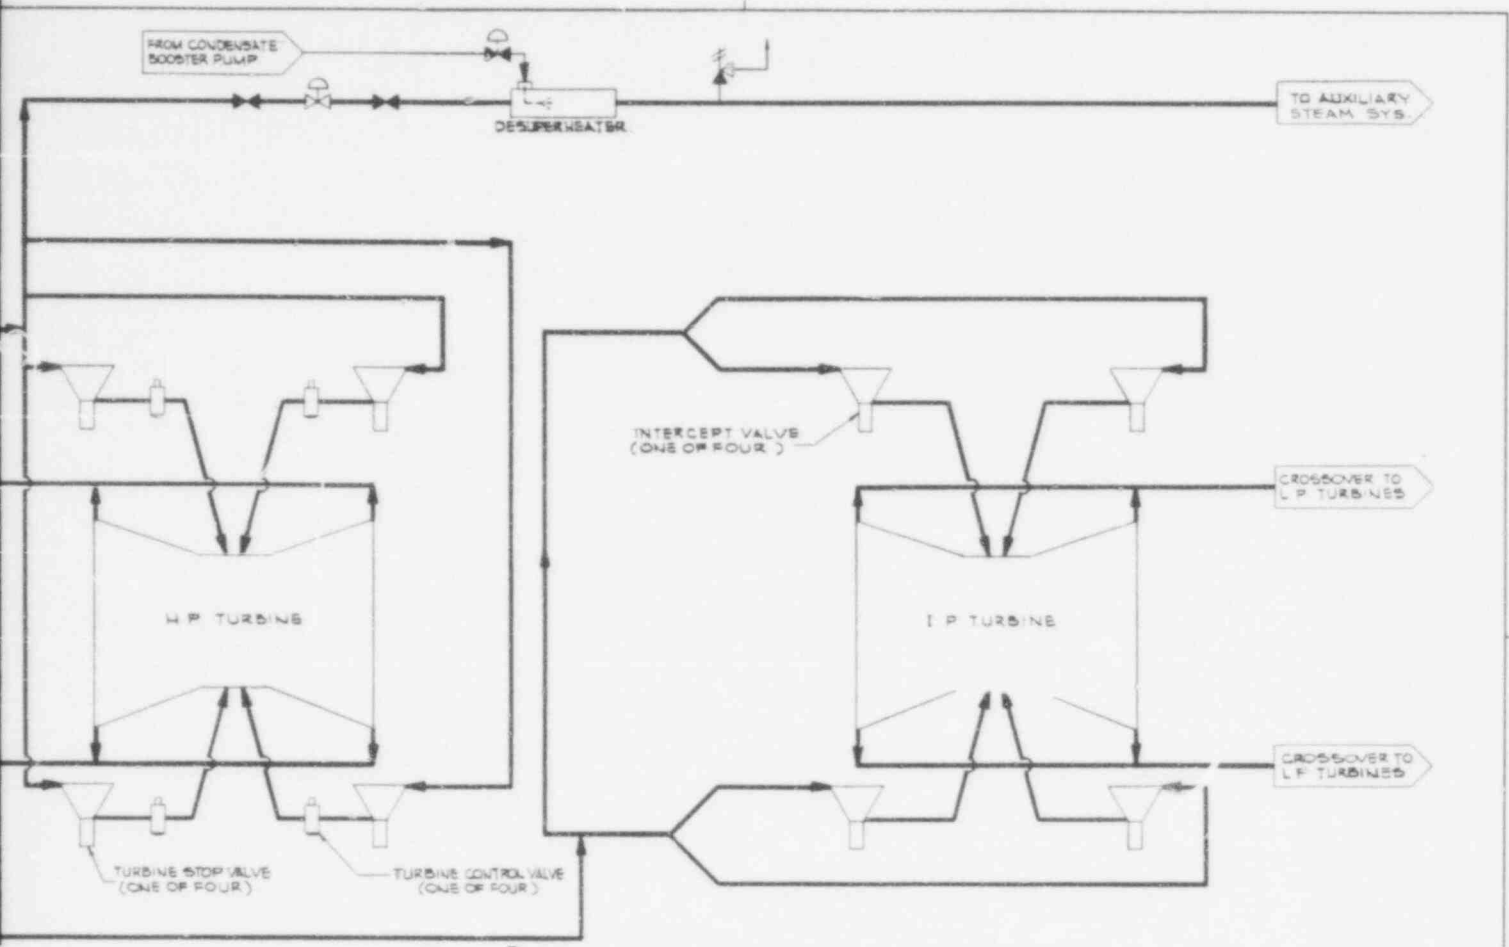 FROM CONDENSATE
BOOSTER PUMP
DESUPERHEATER
TO AUXILIARY
STEAM SYS.
INTERCEPT VALVE
(ONE OF FOUR)
CROSSOVER TO
L P TURBINES
H P TURBINE
I P TURBINE
CROSSOVER TO
L P TURBINES
TURBINE STOP VALVE
(ONE OF FOUR)
TURBINE CONTROL VALVE
(ONE OF FOUR)